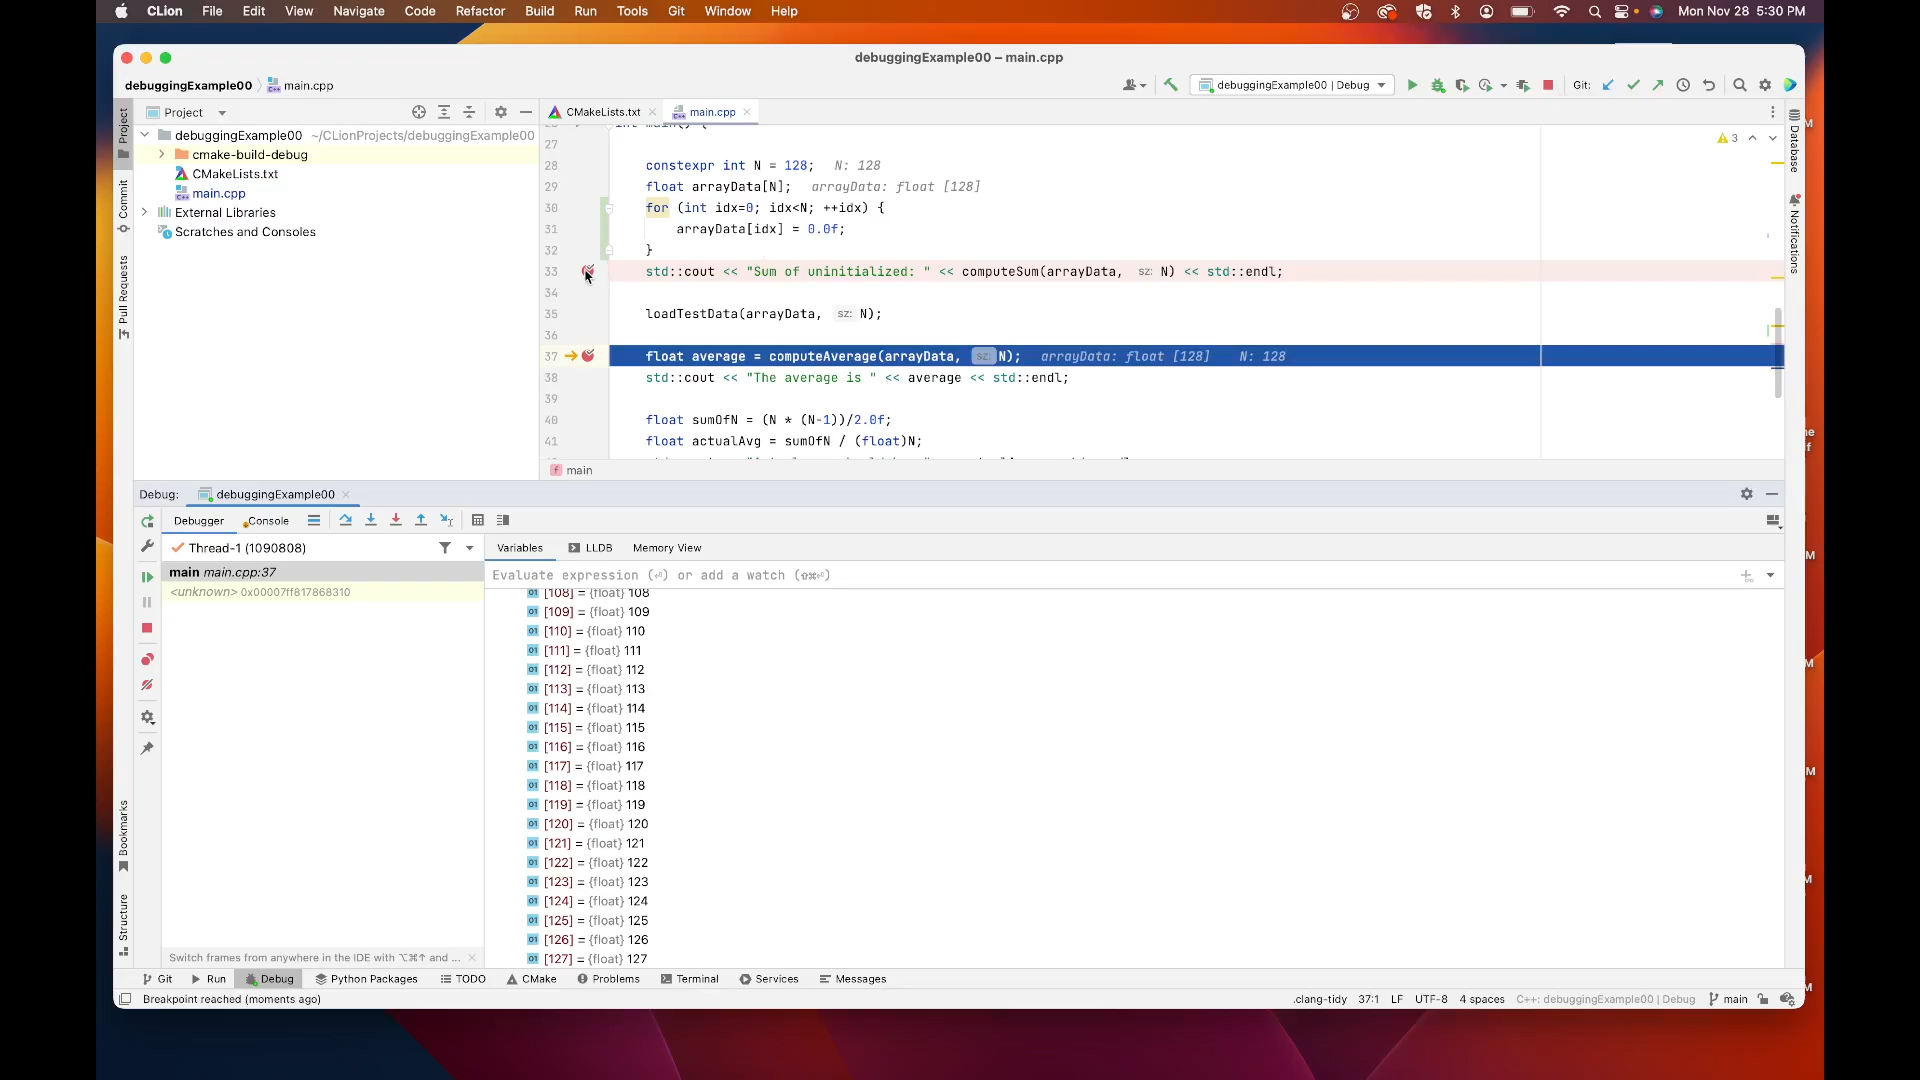 CLion File Edit View Navigate Code Refactor Build Run Tools Git Window Help Mon Nov 28 5:30 PM
debuggingExample00 – main.cpp
debuggingExample00 main.cpp debuggingExample00 | Debug Git:
Project CMakeLists.txt main.cpp
debuggingExample00 ~/CLionProjects/debuggingExample00
cmake-build-debug
CMakeLists.txt
main.cpp
External Libraries
Scratches and Consoles
Project
Commit
Pull Requests
Bookmarks
Structure
Database
Notifications
3
27
28 constexpr int N = 128; N: 128
29 float arrayData[N]; arrayData: float [128]
30 for (int idx=0; idx<N; ++idx) {
31 arrayData[idx] = 0.0f;
32 }
33 std::cout << "Sum of uninitialized: " << computeSum(arrayData, sz: N) << std::endl;
34
35 loadTestData(arrayData, sz: N);
36
37 float average = computeAverage(arrayData, sz: N); arrayData: float [128] N: 128
38 std::cout << "The average is " << average << std::endl;
39
40 float sumOfN = (N * (N-1))/2.0f;
41 float actualAvg = sumOfN / (float)N;
main
Debug: debuggingExample00
Debugger Console
Thread-1 (1090808)
main main.cpp:37
<unknown> 0x00007ff817868310
Variables LLDB Memory View
Evaluate expression (⏎) or add a watch (⇧⌘⏎)
[108] = {float} 108
[109] = {float} 109
[110] = {float} 110
[111] = {float} 111
[112] = {float} 112
[113] = {float} 113
[114] = {float} 114
[115] = {float} 115
[116] = {float} 116
[117] = {float} 117
[118] = {float} 118
[119] = {float} 119
[120] = {float} 120
[121] = {float} 121
[122] = {float} 122
[123] = {float} 123
[124] = {float} 124
[125] = {float} 125
[126] = {float} 126
[127] = {float} 127
Switch frames from anywhere in the IDE with ⌥⌘↑ and ...
Git Run Debug Python Packages TODO CMake Problems Terminal Services Messages
Breakpoint reached (moments ago) .clang-tidy 37:1 LF UTF-8 4 spaces C++: debuggingExample00 | Debug main